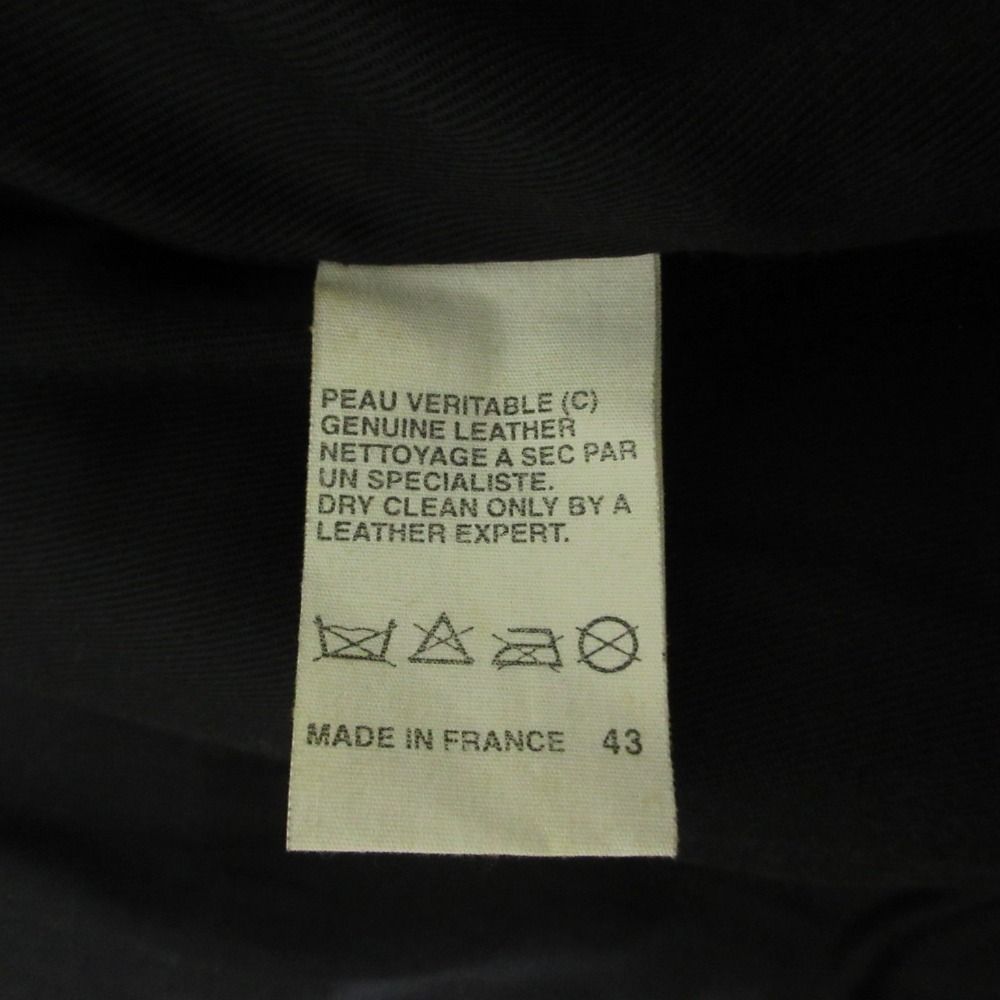 PEAU VERITABLE (C)
GENUINE LEATHER
NETTOYAGE A SEC PAR
UN SPECIALISTE.
DRY CLEAN ONLY BY A
LEATHER EXPERT.
MADE IN FRANCE 43